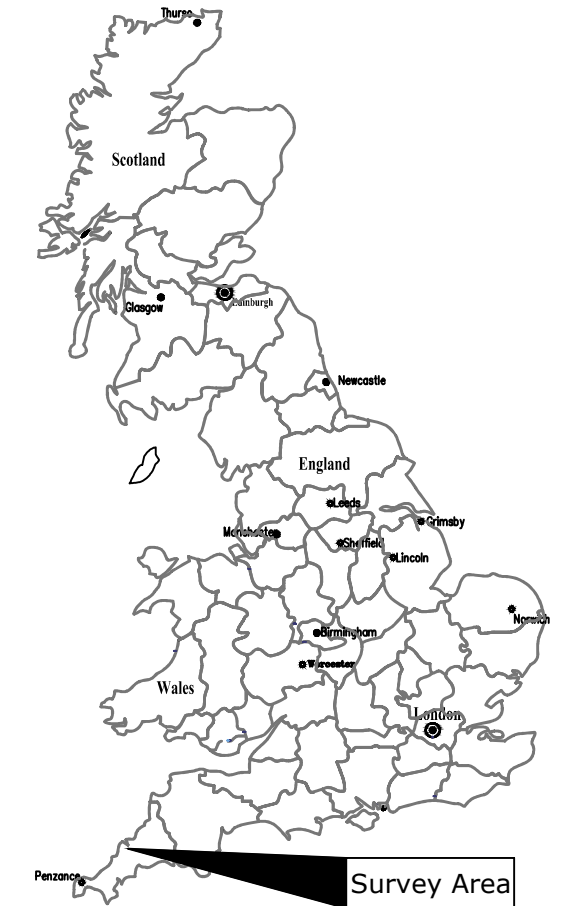 Thurso
Scotland
Edinburgh
Glasgow
Newcastle
England
Leeds
Grimsby
Manchester
Sheffield
Lincoln
Norwich
Birmingham
Worcester
Wales
London
Penzance
Survey Area